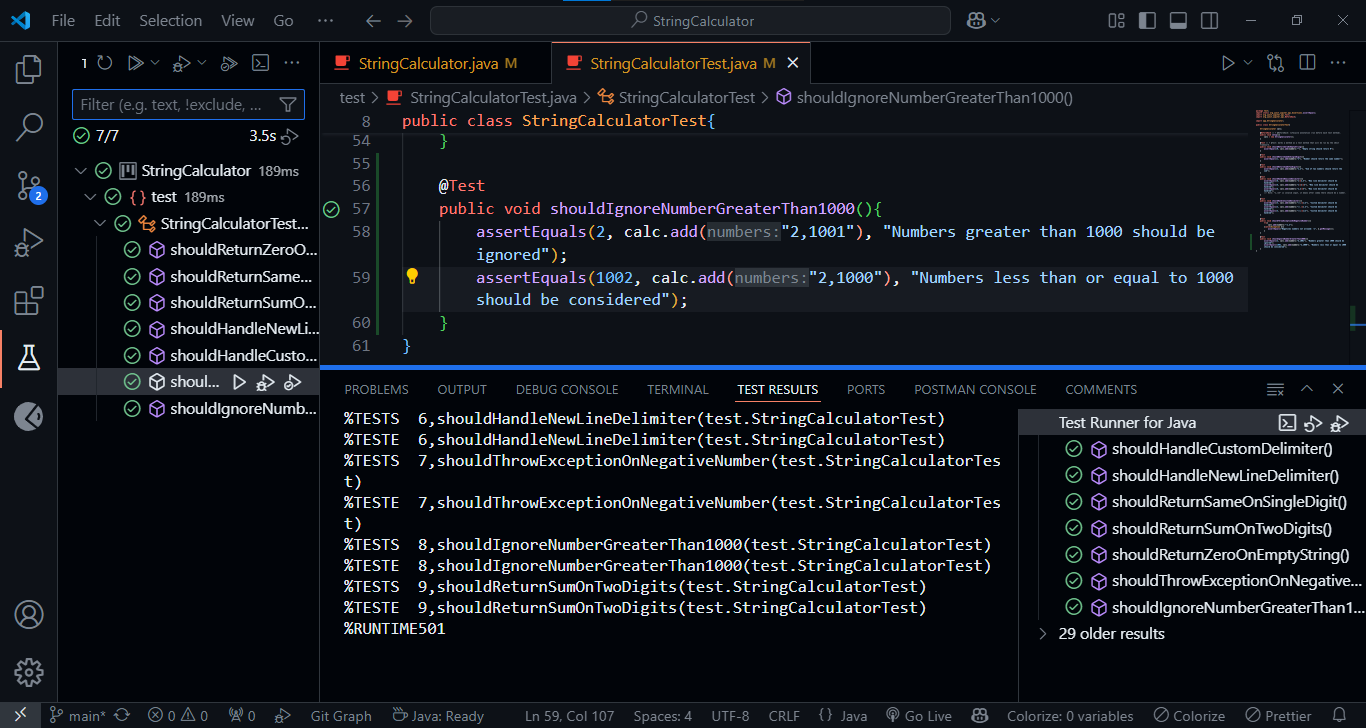 File Edit Selection View Go ··· StringCalculator
1
Filter (e.g. text, !exclude, ...
7/7 3.5s
StringCalculator 189ms
test 189ms
StringCalculatorTest...
shouldReturnZeroO...
shouldReturnSame...
shouldReturnSumO...
shouldHandleNewLi...
shouldHandleCusto...
shoul...
shouldIgnoreNumb...
2
StringCalculator.java M StringCalculatorTest.java M
test > StringCalculatorTest.java > StringCalculatorTest > shouldIgnoreNumberGreaterThan1000()
8 public class StringCalculatorTest{
54 }
55
56 @Test
57 public void shouldIgnoreNumberGreaterThan1000(){
58 assertEquals(2, calc.add(numbers:"2,1001"), "Numbers greater than 1000 should be
ignored");
59 assertEquals(1002, calc.add(numbers:"2,1000"), "Numbers less than or equal to 1000
should be considered");
60 }
61 }
PROBLEMS OUTPUT DEBUG CONSOLE TERMINAL TEST RESULTS PORTS POSTMAN CONSOLE COMMENTS
%TESTS 6,shouldHandleNewLineDelimiter(test.StringCalculatorTest)
%TESTE 6,shouldHandleNewLineDelimiter(test.StringCalculatorTest)
%TESTS 7,shouldThrowExceptionOnNegativeNumber(test.StringCalculatorTes
t)
%TESTE 7,shouldThrowExceptionOnNegativeNumber(test.StringCalculatorTes
t)
%TESTS 8,shouldIgnoreNumberGreaterThan1000(test.StringCalculatorTest)
%TESTE 8,shouldIgnoreNumberGreaterThan1000(test.StringCalculatorTest)
%TESTS 9,shouldReturnSumOnTwoDigits(test.StringCalculatorTest)
%TESTE 9,shouldReturnSumOnTwoDigits(test.StringCalculatorTest)
%RUNTIME501
Test Runner for Java
shouldHandleCustomDelimiter()
shouldHandleNewLineDelimiter()
shouldReturnSameOnSingleDigit()
shouldReturnSumOnTwoDigits()
shouldReturnZeroOnEmptyString()
shouldThrowExceptionOnNegative...
shouldIgnoreNumberGreaterThan1...
29 older results
main* 0 0 0 Git Graph Java: Ready Ln 59, Col 107 Spaces: 4 UTF-8 CRLF {} Java Go Live Colorize: 0 variables Colorize Prettier